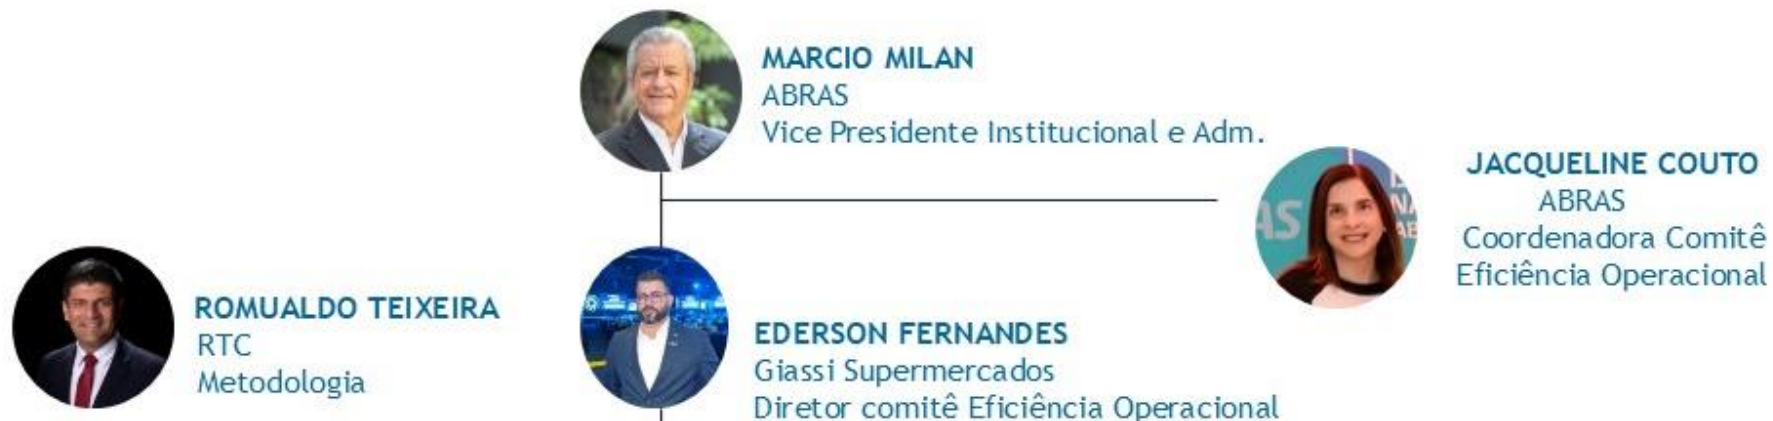 MARCIO MILAN
ABRAS
Vice Presidente Institucional e Adm.
JACQUELINE COUTO
ABRAS
Coordenadora Comitê
Eficiência Operacional
ROMUALDO TEIXEIRA
RTC
Metodologia
EDERSON FERNANDES
Giassi Supermercados
Diretor comitê Eficiência Operacional